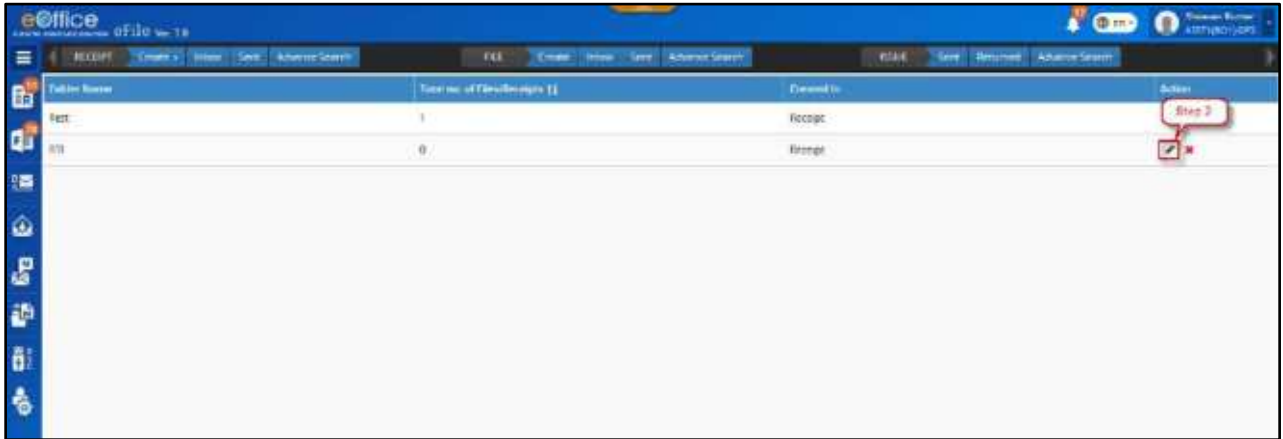 eOffice
eFile
RECEIPT Create Inbox Sent Advance Search FILE Create Inbox Sent Advance Search ISSUE Sent Returned Advance Search
Folder Name Total no. of Files/Receipts Created In Action
Test 1 Receipt
0 Receipt
Step 2